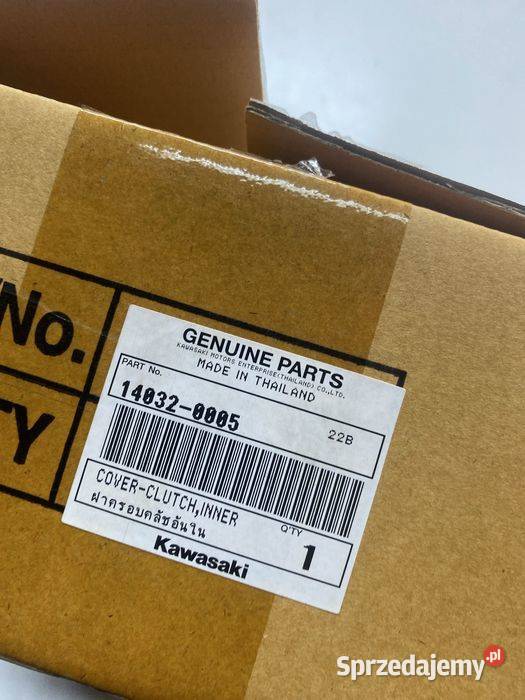 /No.
TY
GENUINE PARTS
KAWASAKI MOTORS ENTERPRISE(THAILAND)CO.,LTD.
MADE IN THAILAND
PART No.
14032-0005
22B
COVER-CLUTCH,INNER
ฝาครอบคลัชอันใน
Q'TY
1
Kawasaki
Sprzedajemy.pl